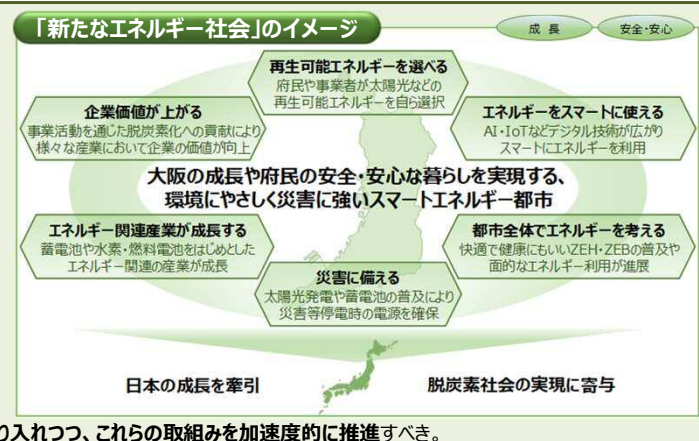 「新たなエネルギー社会」のイメージ
成 長
安全・安心
再生可能エネルギーを選べる
府民や事業者が太陽光などの
再生可能エネルギーを自ら選択
企業価値が上がる
事業活動を通じた脱炭素化への貢献により
様々な産業において企業の価値が向上
エネルギーをスマートに使える
AI・IoTなどデジタル技術が広がり
スマートにエネルギーを利用
大阪の成長や府民の安全・安心な暮らしを実現する、
環境にやさしく災害に強いスマートエネルギー都市
エネルギー関連産業が成長する
蓄電池や水素・燃料電池をはじめとした
エネルギー関連の産業が成長
都市全体でエネルギーを考える
快適で健康にもいいZEH・ZEBの普及や
面的なエネルギー利用が進展
災害に備える
太陽光発電や蓄電池の普及により
災害等停電時の電源を確保
日本の成長を牽引
脱炭素社会の実現に寄与
り入れつつ、これらの取組みを加速度的に推進すべき。